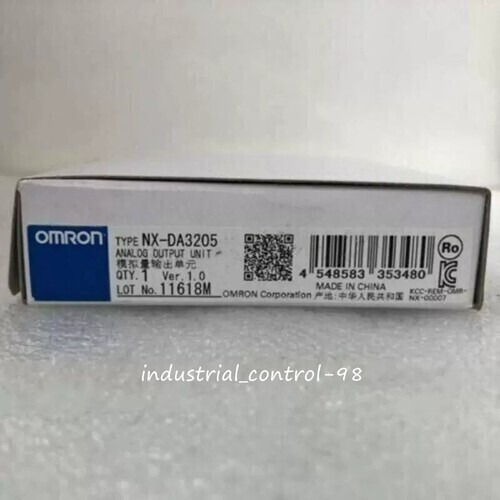 OMRON
TYPE NX-DA3205
ANALOG OUTPUT UNIT
模拟量输出单元
QTY. 1 Ver.1.0
LOT No. 11618M
OMRON Corporation
4 548583 353480
MADE IN CHINA
产地:中华人民共和国
Ro
KCC-REM-OMR-
NX-00007
industrial_control-98